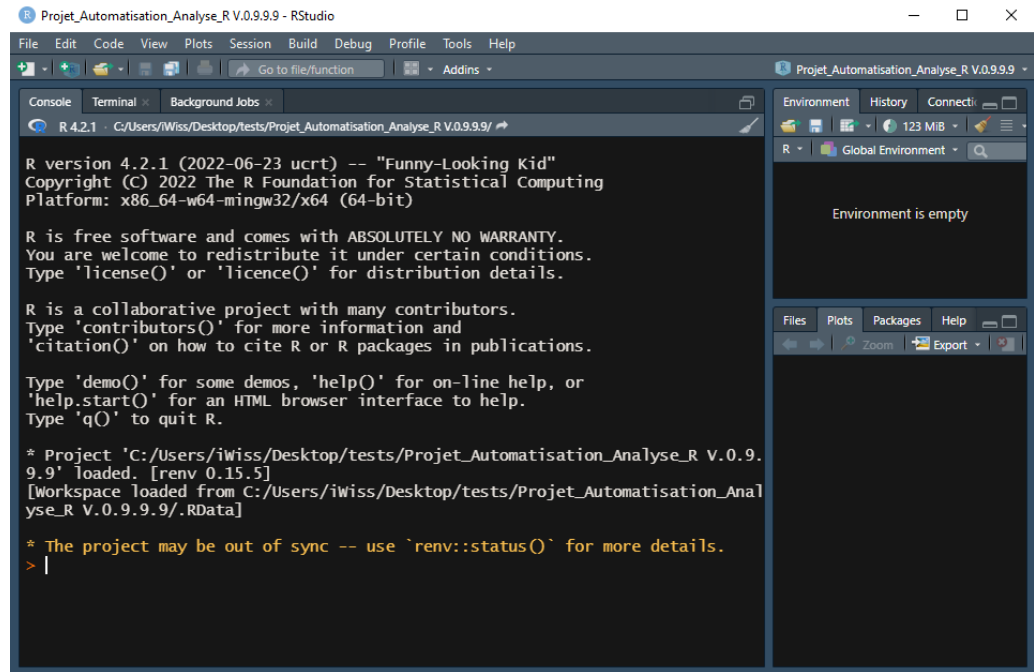 Projet_Automatisation_Analyse_R V.0.9.9.9 - RStudio
File Edit Code View Plots Session Build Debug Profile Tools Help
Go to file/function Addins
Projet_Automatisation_Analyse_R V.0.9.9.9
Console Terminal Background Jobs
R 4.2.1 · C:/Users/iWiss/Desktop/tests/Projet_Automatisation_Analyse_R V.0.9.9.9/
R version 4.2.1 (2022-06-23 ucrt) -- "Funny-Looking Kid"
Copyright (C) 2022 The R Foundation for Statistical Computing
Platform: x86_64-w64-mingw32/x64 (64-bit)
R is free software and comes with ABSOLUTELY NO WARRANTY.
You are welcome to redistribute it under certain conditions.
Type 'license()' or 'licence()' for distribution details.
R is a collaborative project with many contributors.
Type 'contributors()' for more information and
'citation()' on how to cite R or R packages in publications.
Type 'demo()' for some demos, 'help()' for on-line help, or
'help.start()' for an HTML browser interface to help.
Type 'q()' to quit R.
* Project 'C:/Users/iWiss/Desktop/tests/Projet_Automatisation_Analyse_R V.0.9.
9.9' loaded. [renv 0.15.5]
[Workspace loaded from C:/Users/iWiss/Desktop/tests/Projet_Automatisation_Anal
yse_R V.0.9.9.9/.RData]
* The project may be out of sync -- use `renv::status()` for more details.
>
Environment History Connecti
123 MiB
R Global Environment
Environment is empty
Files Plots Packages Help
Zoom Export